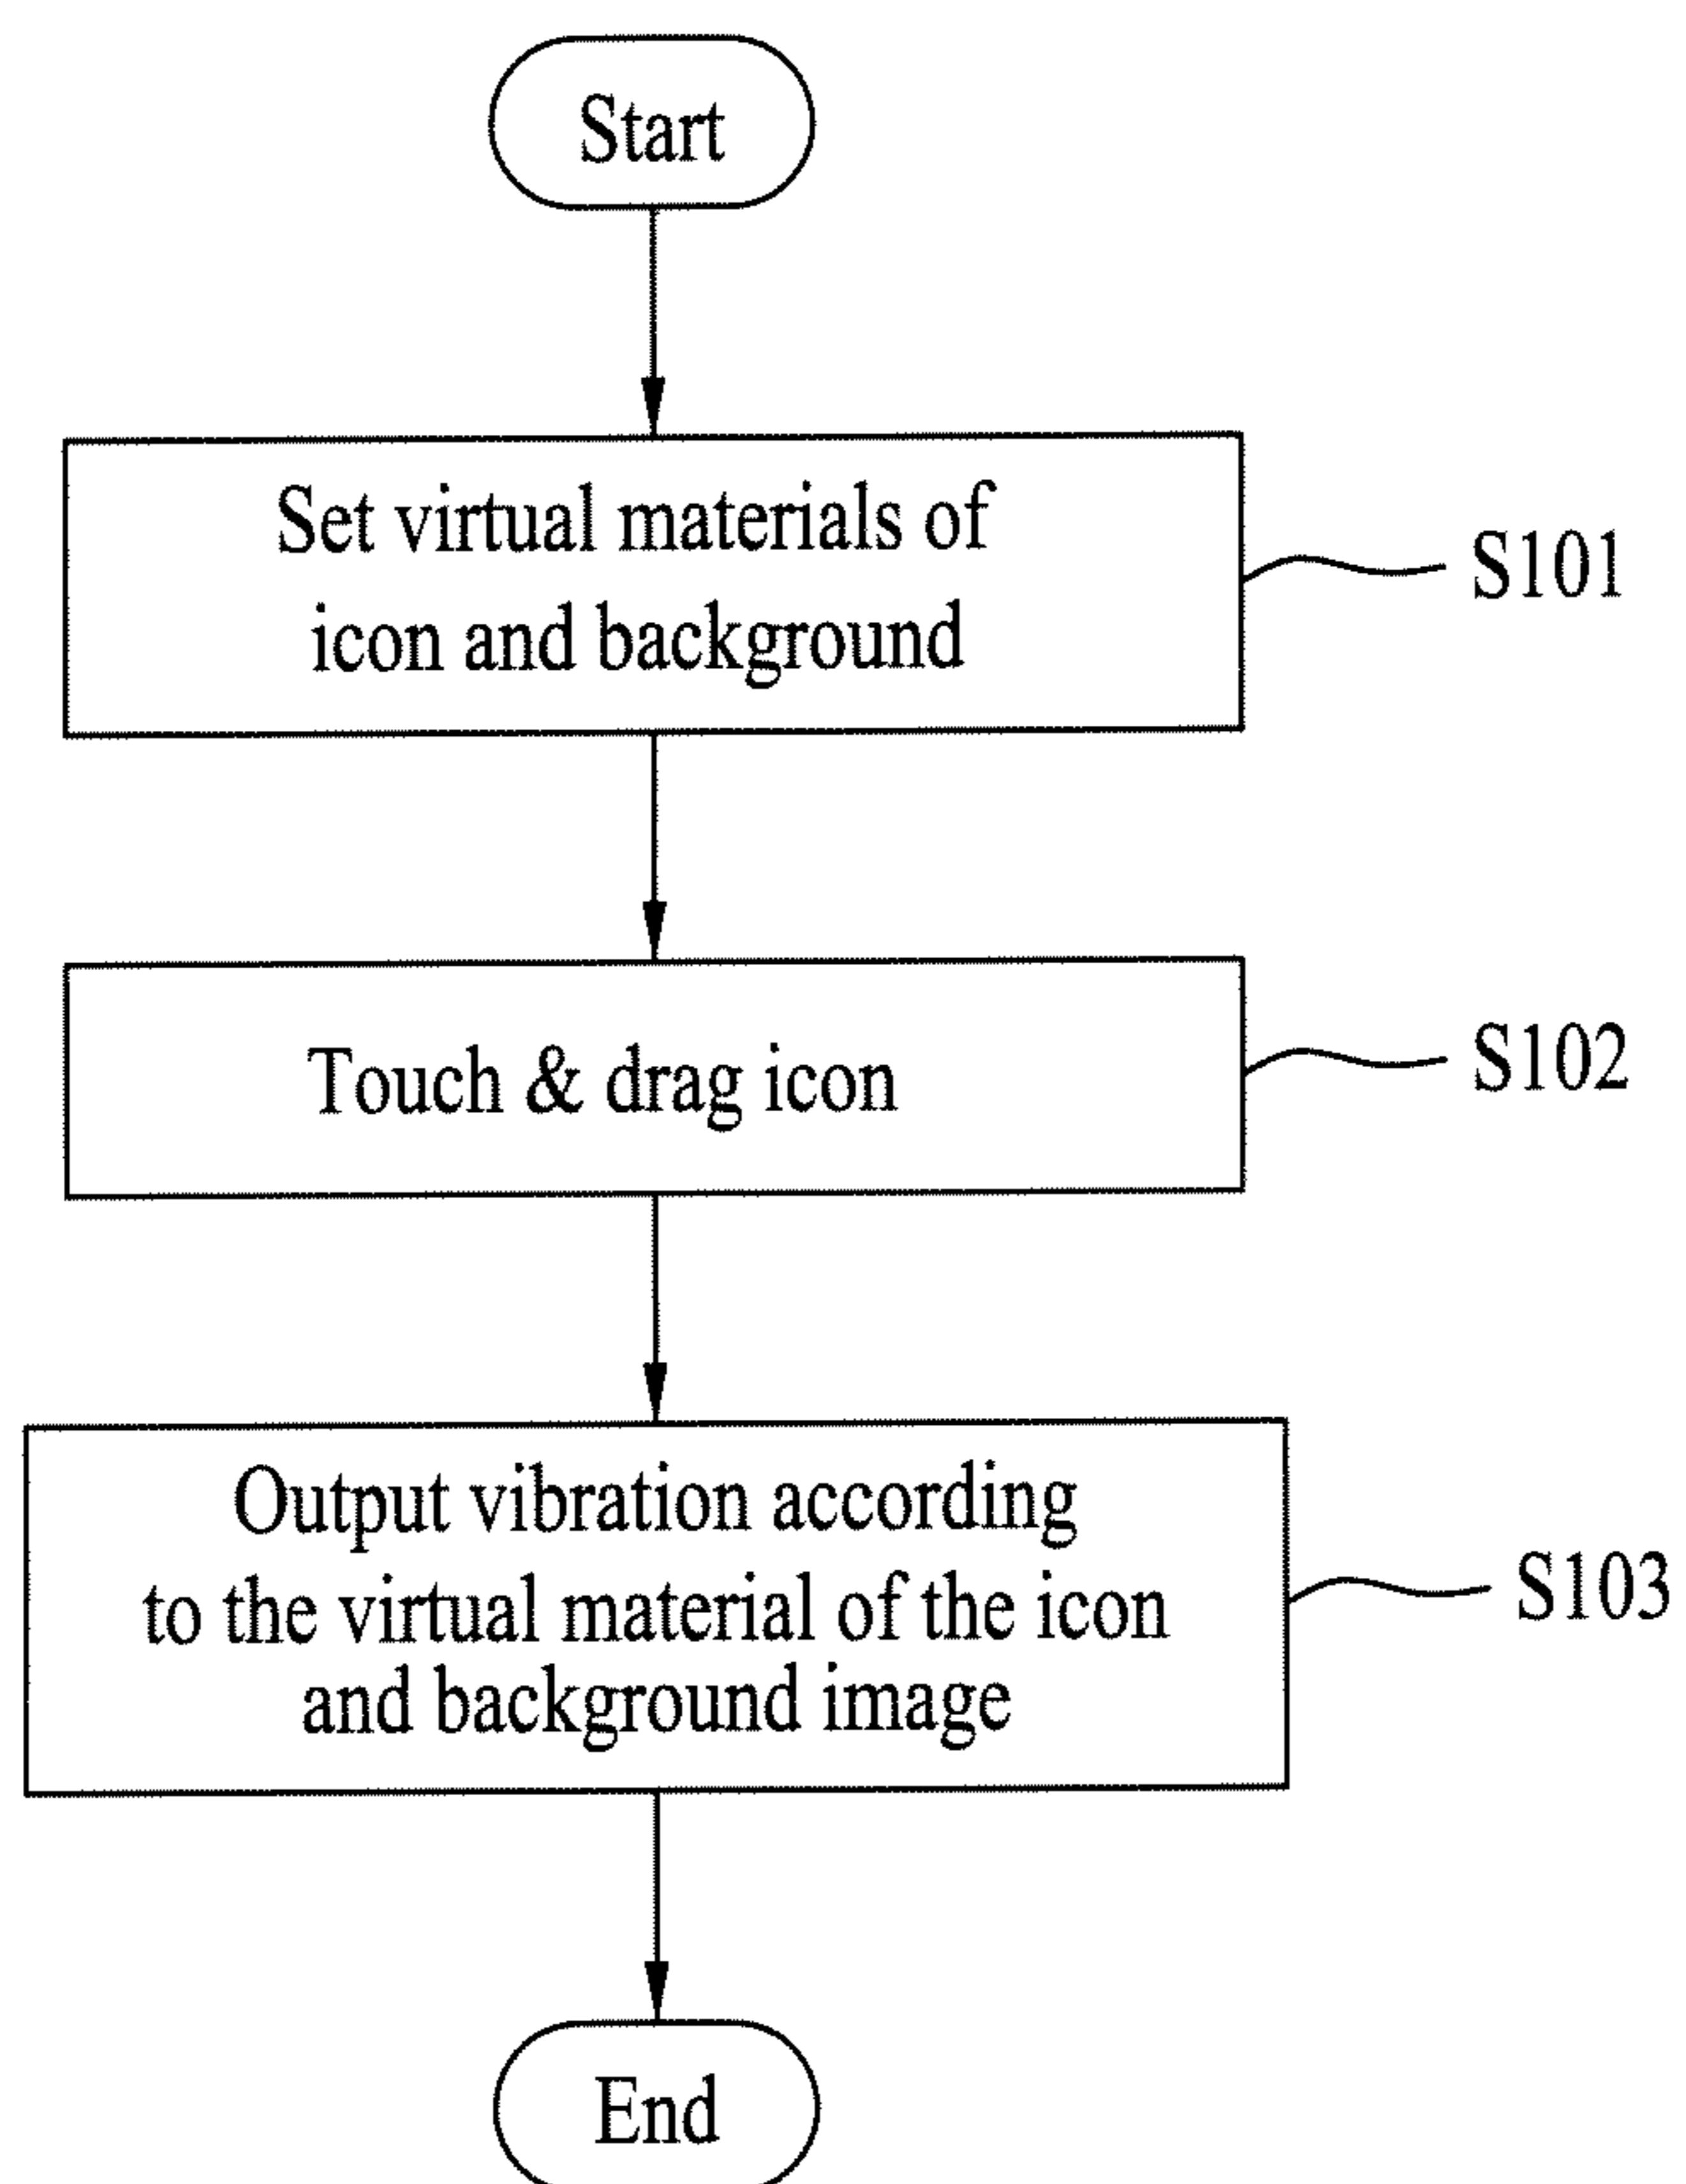 Start
Set virtual materials of
icon and background
S101
Touch & drag icon
S102
Output vibration according
to the virtual material of the icon
and background image
S103
End